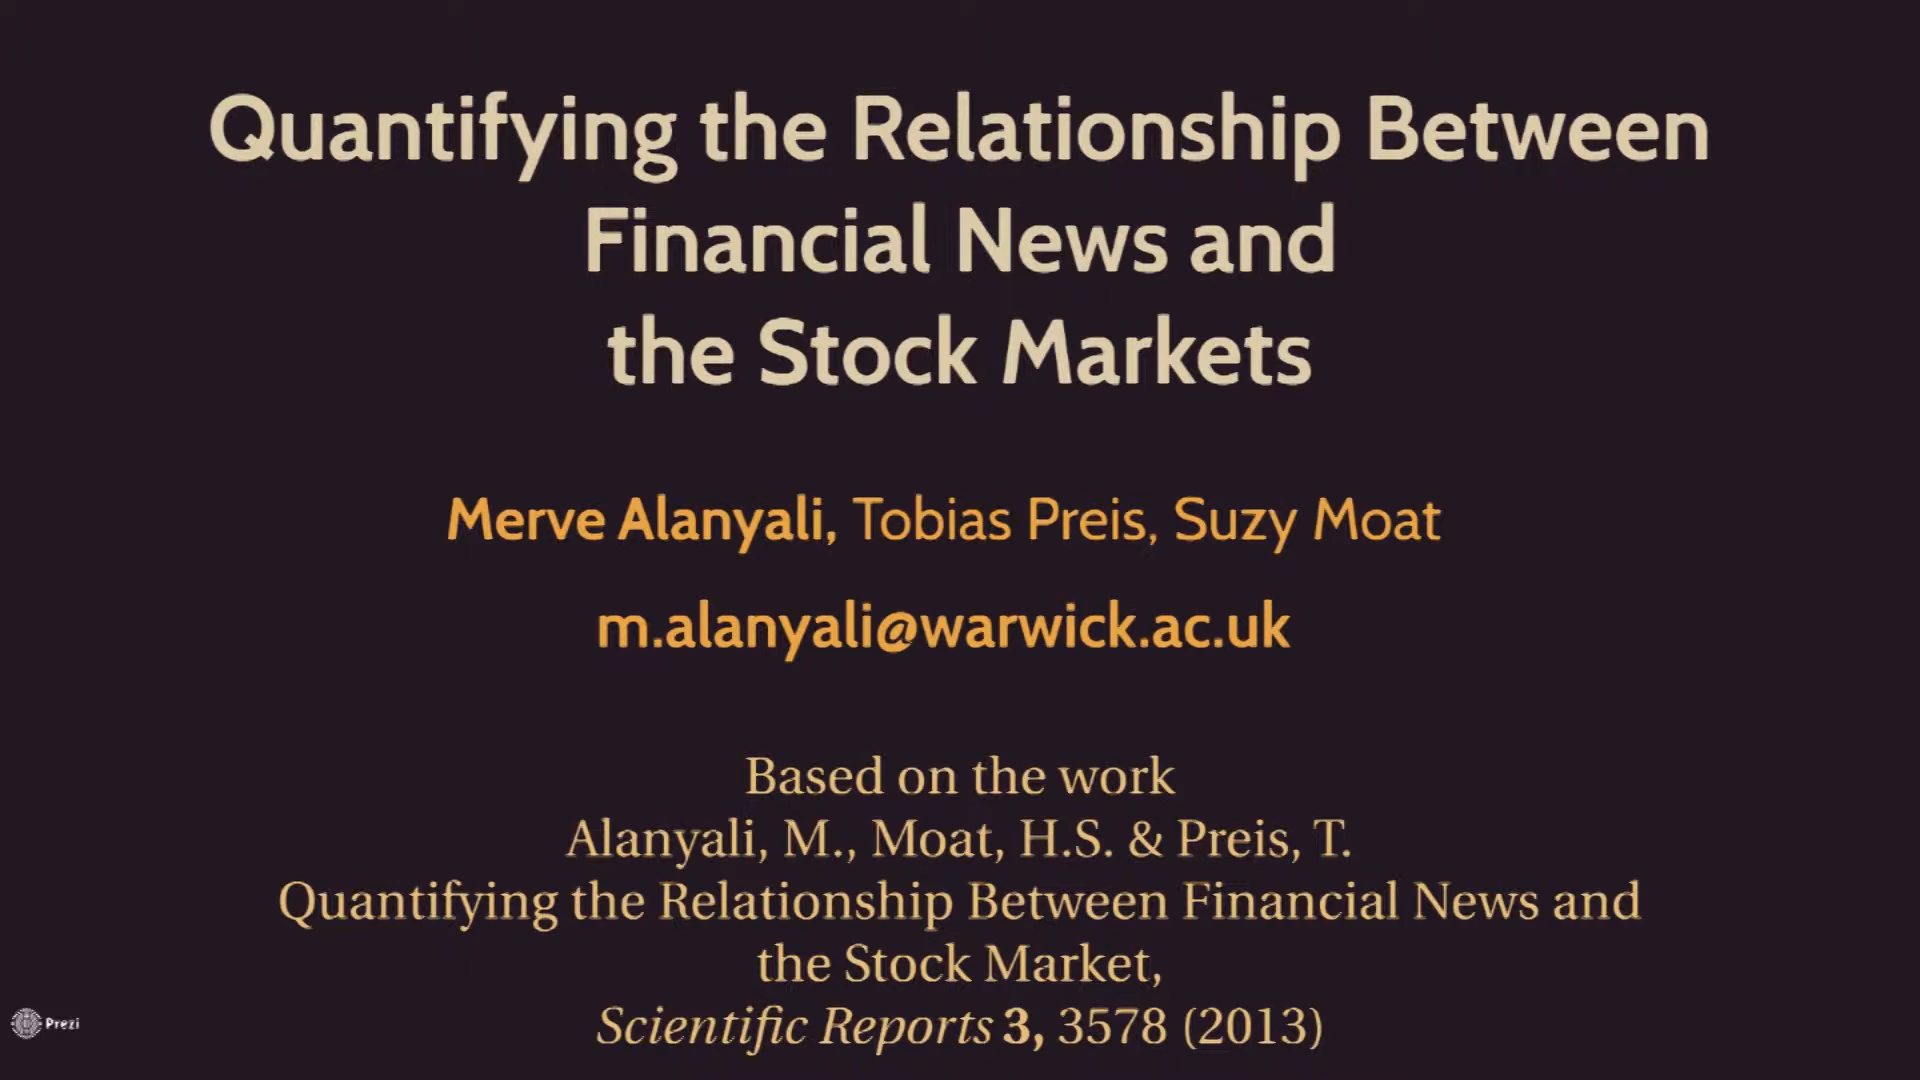 Quantifying the Relationship Between
Financial News and
the Stock Markets
Merve Alanyali, Tobias Preis, Suzy Moat
m.alanyali@warwick.ac.uk
Based on the work
Alanyali, M., Moat, H.S. & Preis, T.
Quantifying the Relationship Between Financial News and
the Stock Market,
Scientific Reports 3, 3578 (2013)
Prezi